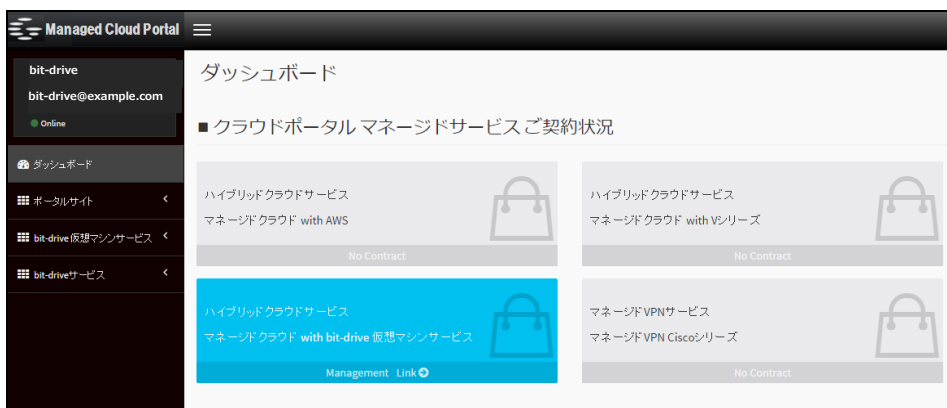 Managed Cloud Portal
bit-drive
bit-drive@example.com
Online
ダッシュボード
ポータルサイト
bit-drive仮想マシンサービス
bit-driveサービス
ダッシュボード
■クラウドポータル マネージドサービス ご契約状況
ハイブリッドクラウドサービス
マネージドクラウド with AWS
No Contract
ハイブリッドクラウドサービス
マネージドクラウド with Vシリーズ
No Contract
ハイブリッドクラウドサービス
マネージドクラウド with bit-drive 仮想マシンサービス
Management Link
マネージドVPNサービス
マネージドVPN Ciscoシリーズ
No Contract